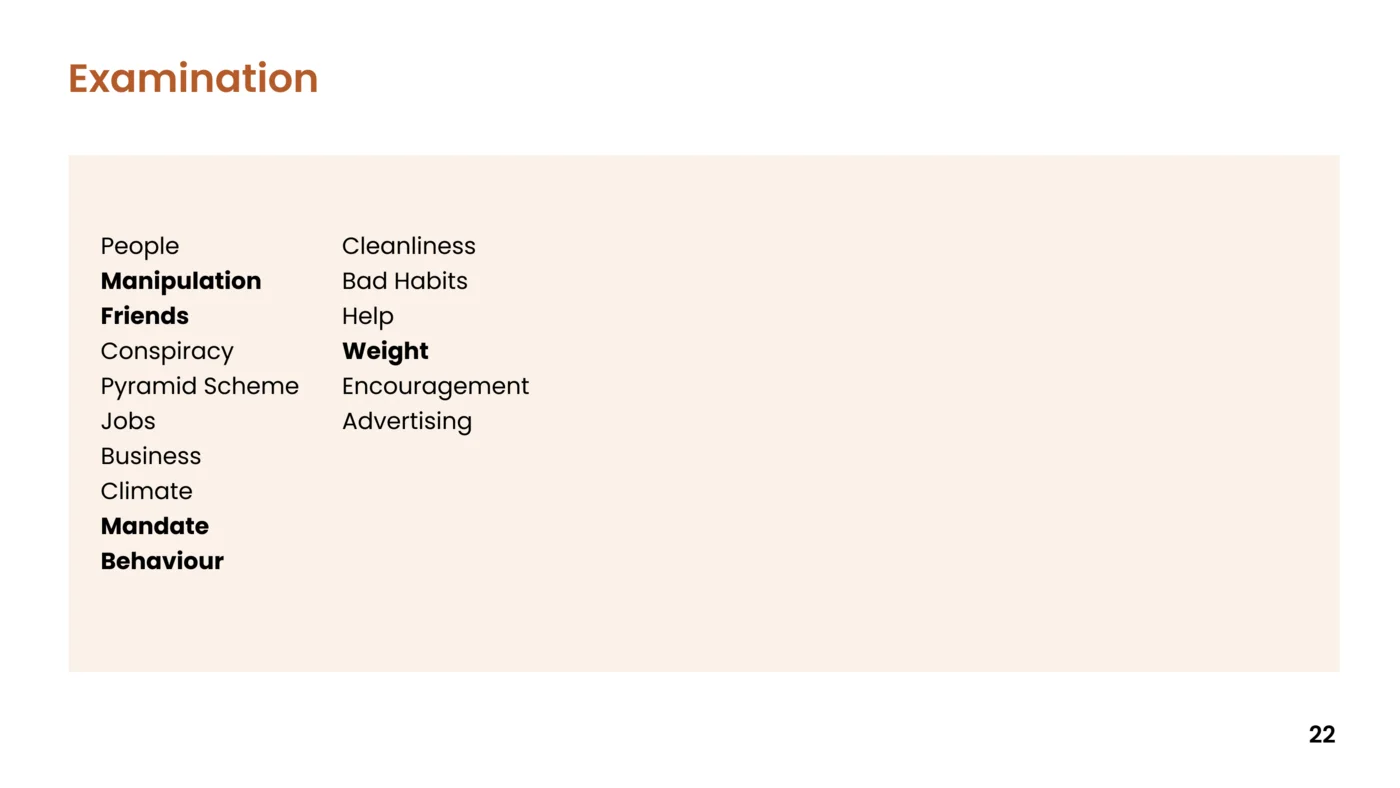 Examination
People
Manipulation
Friends
Conspiracy
Pyramid Scheme
Jobs
Business
Climate
Mandate
Behaviour
Cleanliness
Bad Habits
Help
Weight
Encouragement
Advertising
22